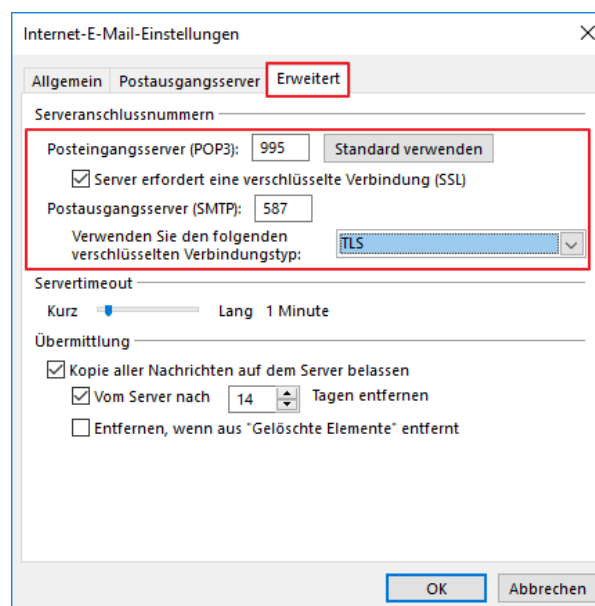 Internet-E-Mail-Einstellungen
Allgemein Postausgangsserver Erweitert
Serveranschlussnummern
Posteingangsserver (POP3): 995 Standard verwenden
Server erfordert eine verschlüsselte Verbindung (SSL)
Postausgangsserver (SMTP): 587
Verwenden Sie den folgenden
verschlüsselten Verbindungstyp: TLS
Servertimeout
Kurz Lang 1 Minute
Übermittlung
Kopie aller Nachrichten auf dem Server belassen
Vom Server nach 14 Tagen entfernen
Entfernen, wenn aus "Gelöschte Elemente" entfernt
OK Abbrechen